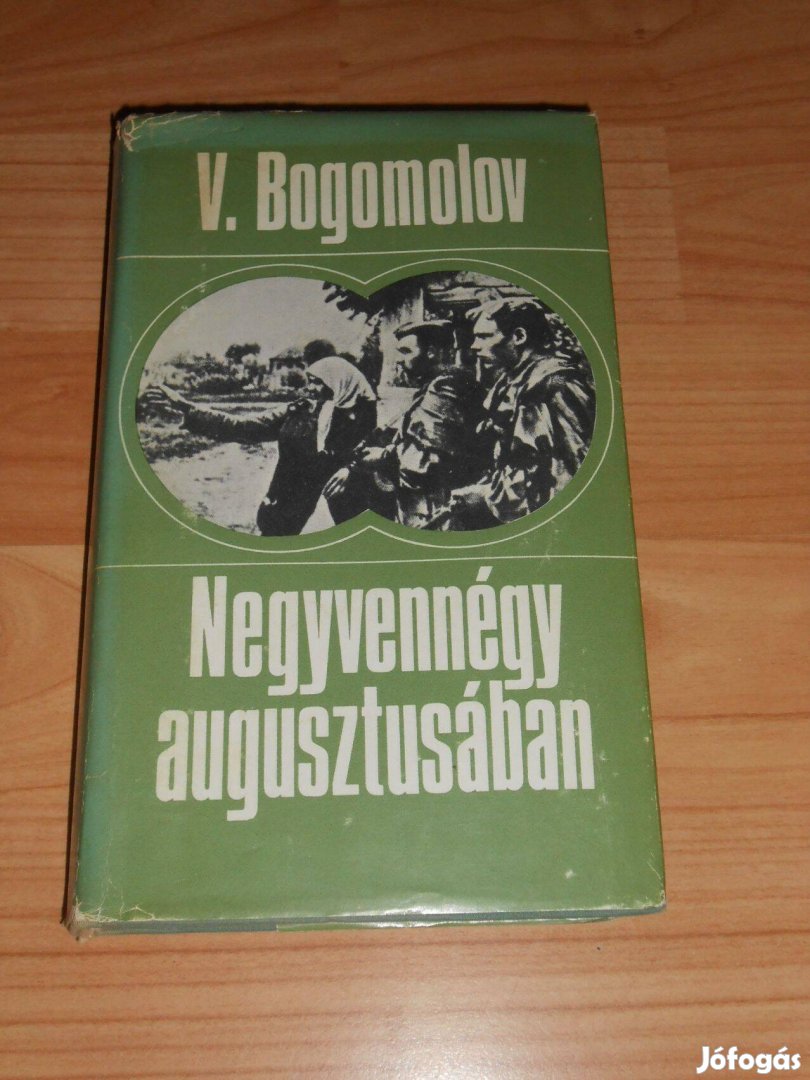 V. Bogomolov
Negyvennégy
augusztusában
Jófogás